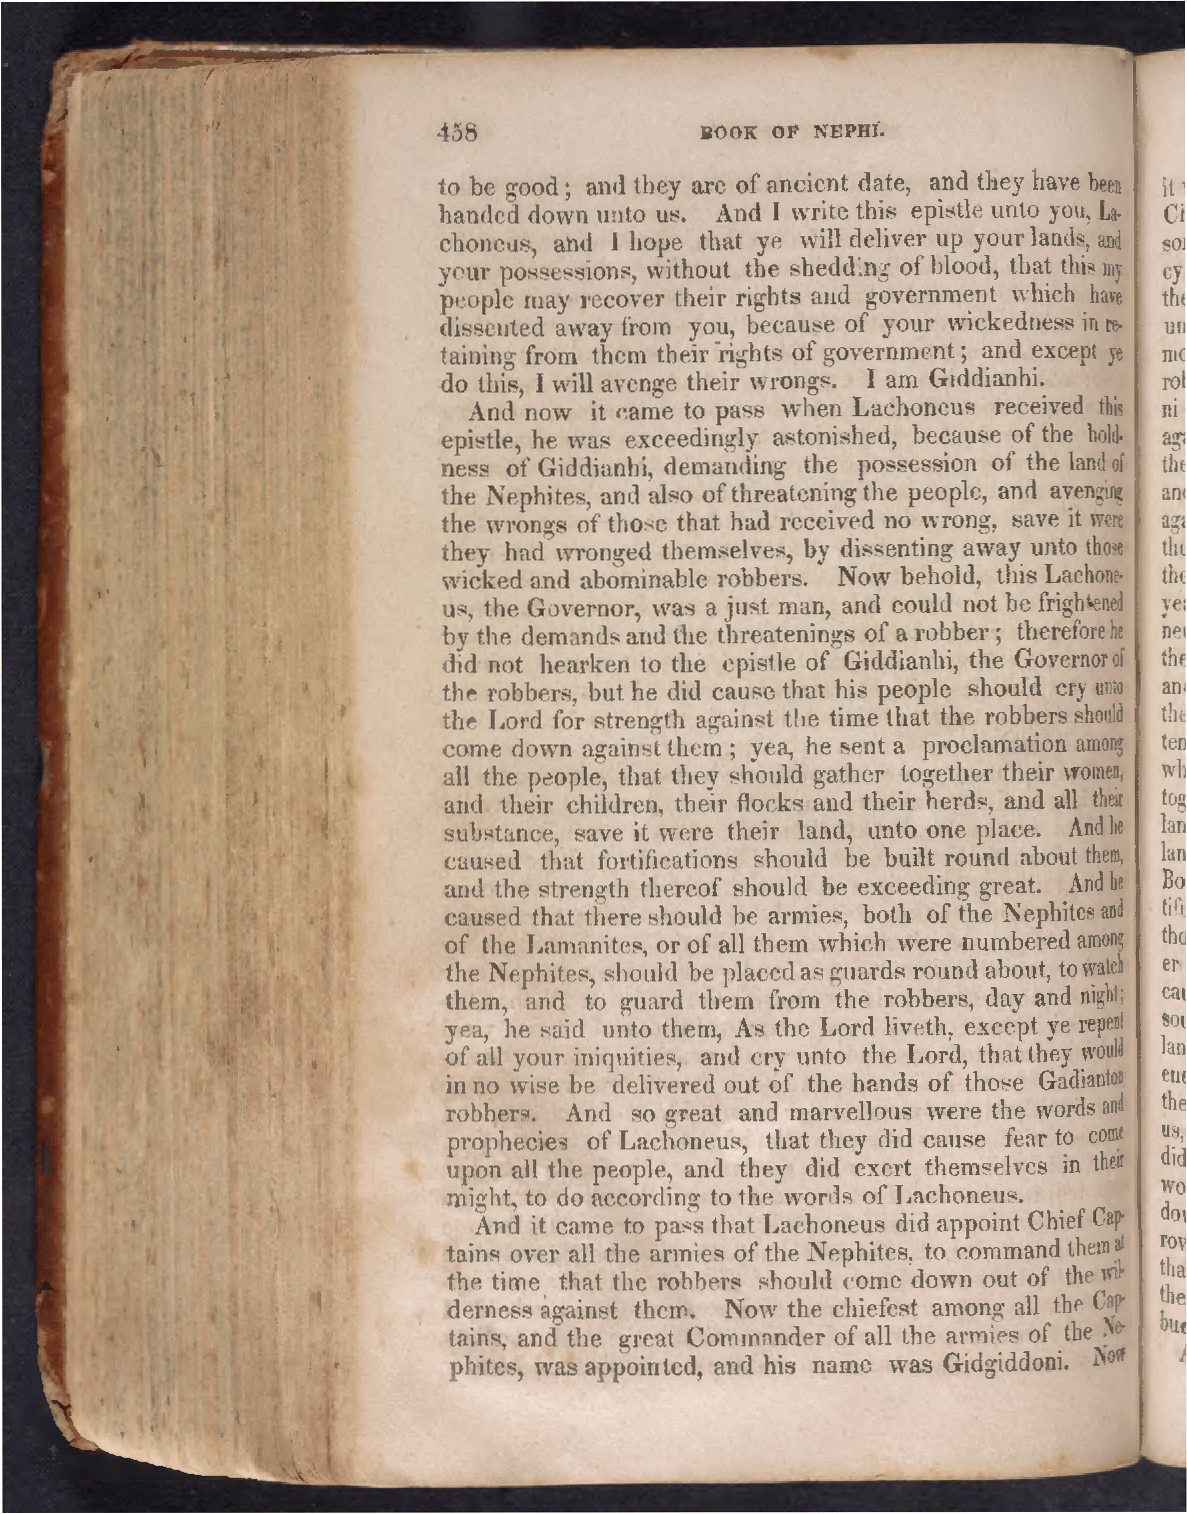 458 BOOK OF NEPHI.
to be good; and they are of ancient date, and they have been
handed down unto us. And I write this epistle unto you, La-
choneus, and I hope that ye will deliver up your lands, and
your possessions, without the shedding of blood, that this my
people may recover their rights and government which have
dissented away from you, because of your wickedness in re-
taining from them their rights of government; and except ye
do this, I will avenge their wrongs. I am Giddianhi.
And now it came to pass when Lachoneus received this
epistle, he was exceedingly astonished, because of the bold-
ness of Giddianhi, demanding the possession of the land of
the Nephites, and also of threatening the people, and avenging
the wrongs of those that had received no wrong, save it were
they had wronged themselves, by dissenting away unto those
wicked and abominable robbers. Now behold, this Lachone-
us, the Governor, was a just man, and could not be frightened
by the demands and the threatenings of a robber; therefore he
did not hearken to the epistle of Giddianhi, the Governor of
the robbers, but he did cause that his people should cry unto
the Lord for strength against the time that the robbers should
come down against them; yea, he sent a proclamation among
all the people, that they should gather together their women,
and their children, their flocks and their herds, and all their
substance, save it were their land, unto one place. And he
caused that fortifications should be built round about them,
and the strength thereof should be exceeding great. And he
caused that there should be armies, both of the Nephites and
of the Lamanites, or of all them which were numbered among
the Nephites, should be placed as guards round about, to watch
them, and to guard them from the robbers, day and night;
yea, he said unto them, As the Lord liveth, except ye repent
of all your iniquities, and cry unto the Lord, that they would
in no wise be delivered out of the hands of those Gadianton
robbers. And so great and marvellous were the words and
prophecies of Lachoneus, that they did cause fear to come
upon all the people, and they did exert themselves in their
might, to do according to the words of Lachoneus.
And it came to pass that Lachoneus did appoint Chief Cap-
tains over all the armies of the Nephites, to command them at
the time that the robbers should come down out of the wil-
derness against them. Now the chiefest among all the Cap-
tains, and the great Commander of all the armies of the Ne-
phites, was appointed, and his name was Gidgiddoni. Now